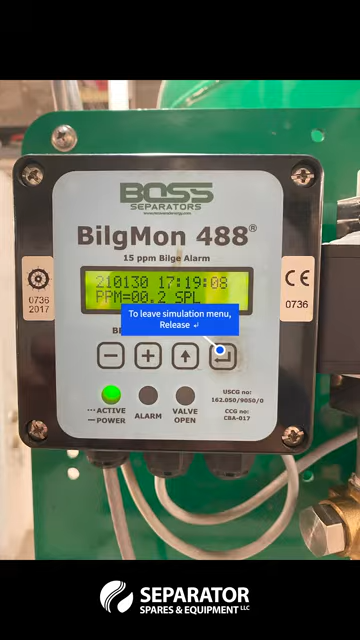 BOSS
SEPARATORS
BilgMon 488®
15 ppm Bilge Alarm
210130 17:19:08
PPM=00.2 SPL
To leave simulation menu,
Release ↲
0736
2017
CE
0736
− + ↑ ↵
ACTIVE
POWER
ALARM
VALVE
OPEN
USCG no:
162.050/9050/0
CCG no:
CBA-017
SEPARATOR
SPARES & EQUIPMENT LLC